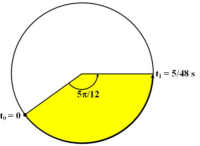 t₁ = 5/48 s
5π/12
t₀ = 0